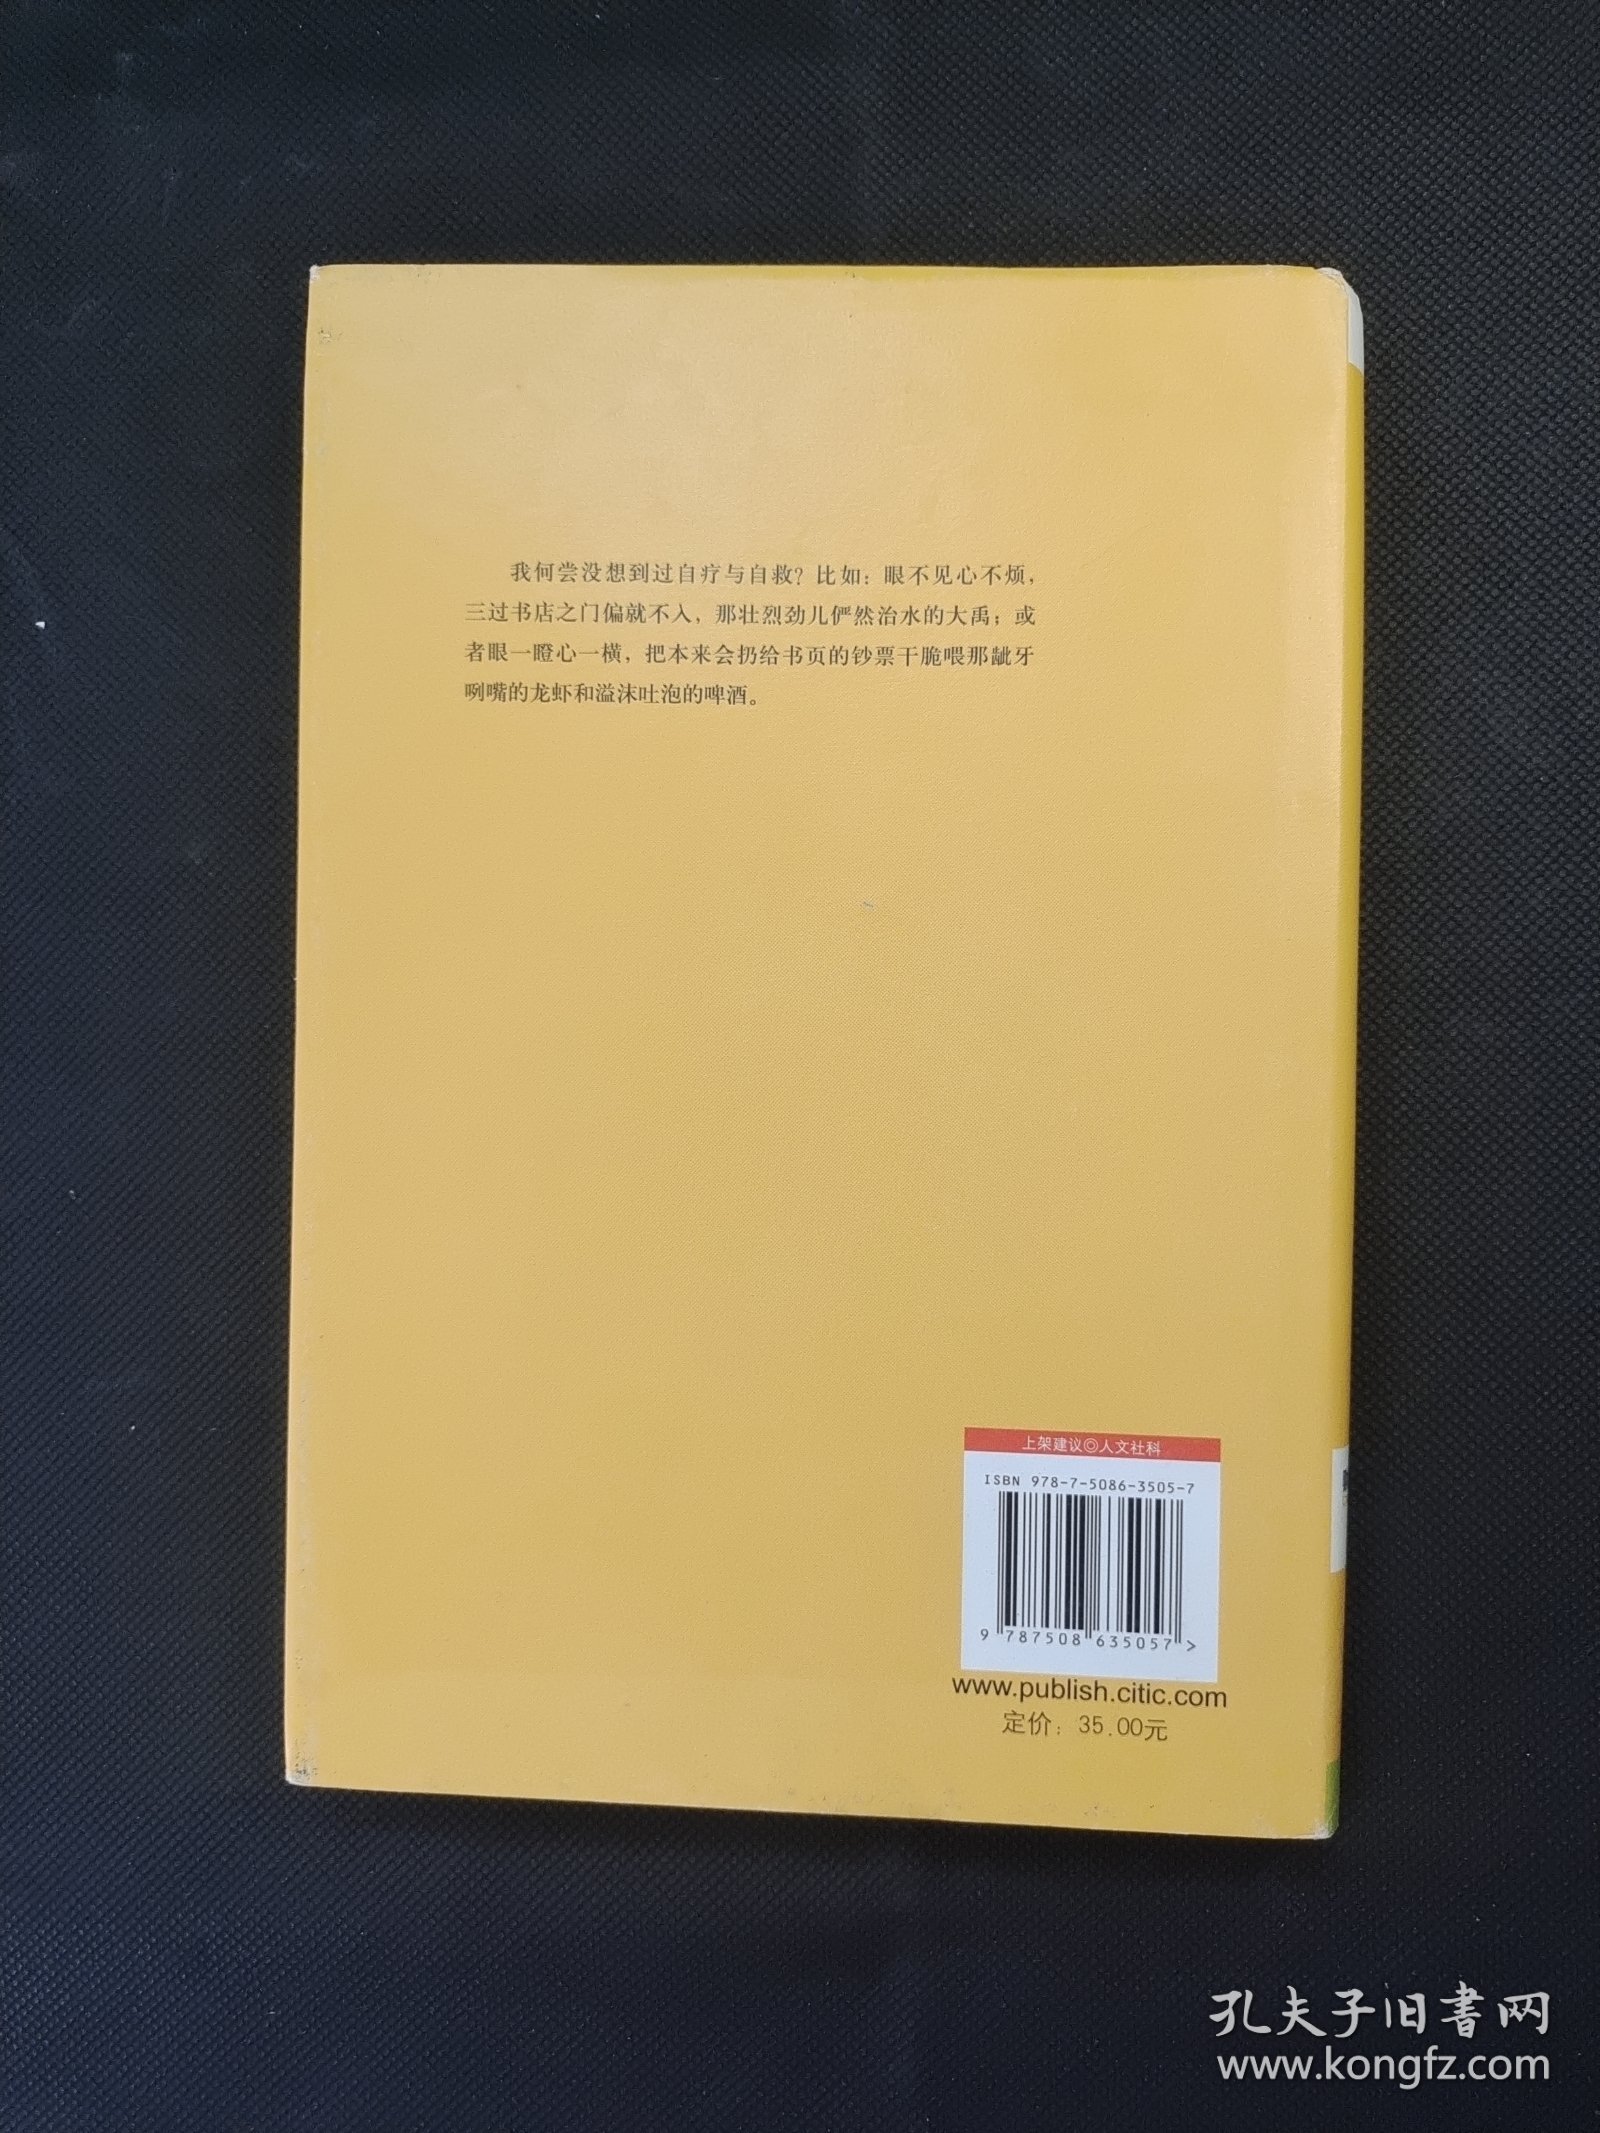 我何尝没想到过自疗与自救？比如：眼不见心不烦，
三过书店之门偏就不入，那壮烈劲儿俨然治水的大禹；或
者眼一瞪心一横，把本来会扔给书页的钞票干脆喂那龇牙
咧嘴的龙虾和溢沫吐泡的啤酒。
上架建议◎人文社科
ISBN 978-7-5086-3505-7
9 787508 635057 >
www.publish.citic.com
定价：35.00元
孔夫子旧书网
www.kongfz.com